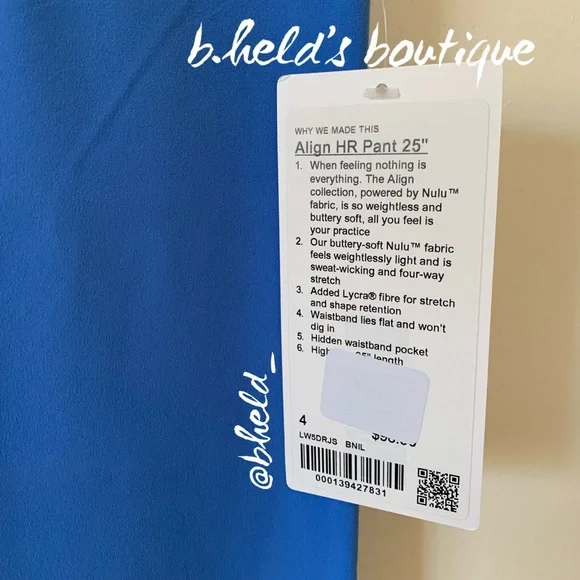 b.held's boutique
WHY WE MADE THIS
Align HR Pant 25"
1. When feeling nothing is
everything. The Align
collection, powered by Nulu™
fabric, is so weightless and
buttery soft, all you feel is
your practice
2. Our buttery-soft Nulu™ fabric
feels weightlessly light and is
sweat-wicking and four-way
stretch
3. Added Lycra® fibre for stretch
and shape retention
4. Waistband lies flat and won't
dig in
5. Hidden waistband pocket
6. 25" length
4
LW5DRJS BNIL
000139427831
@bheld_